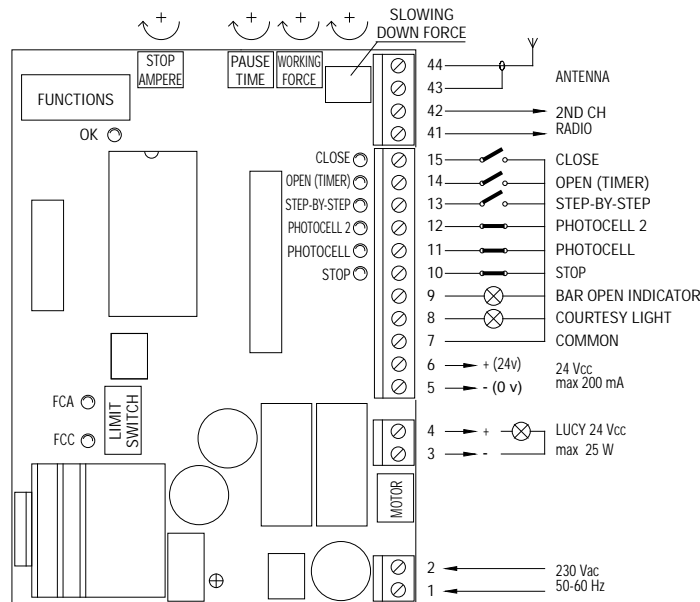 SLOWING
DOWN FORCE
STOP
AMPERE
PAUSE
TIME
WORKING
FORCE
FUNCTIONS
OK
44
43
ANTENNA
42
41
2ND CH
RADIO
CLOSE
15
CLOSE
OPEN (TIMER)
14
OPEN (TIMER)
STEP-BY-STEP
13
STEP-BY-STEP
PHOTOCELL 2
12
PHOTOCELL 2
PHOTOCELL
11
PHOTOCELL
STOP
10
STOP
9
BAR OPEN INDICATOR
8
COURTESY LIGHT
7
COMMON
6 + (24v)
5 - (0 v)
24 Vcc
max 200 mA
FCA
FCC
LIMIT
SWITCH
4 +
3 -
LUCY 24 Vcc
max 25 W
MOTOR
2
1
230 Vac
50-60 Hz